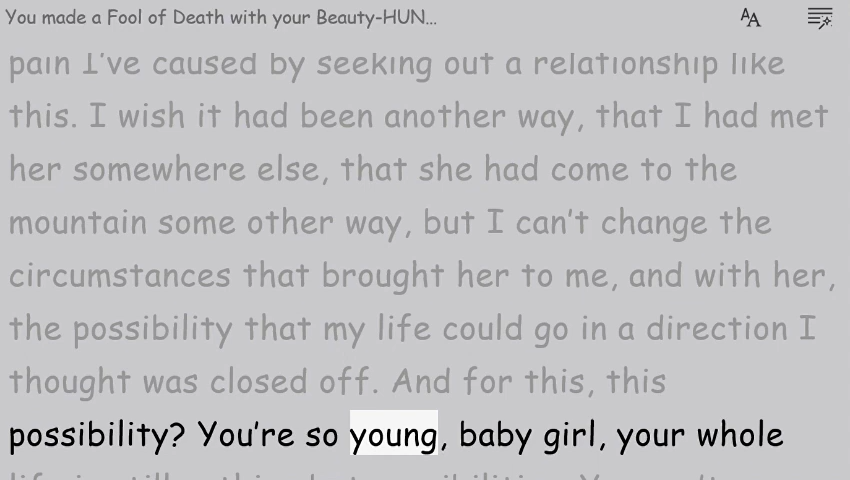 You made a Fool of Death with your Beauty-HUN...
AA
pain I've caused by seeking out a relationship like
this. I wish it had been another way, that I had met
her somewhere else, that she had come to the
mountain some other way, but I can't change the
circumstances that brought her to me, and with her,
the possibility that my life could go in a direction I
thought was closed off. And for this, this
possibility? You're so young, baby girl, your whole